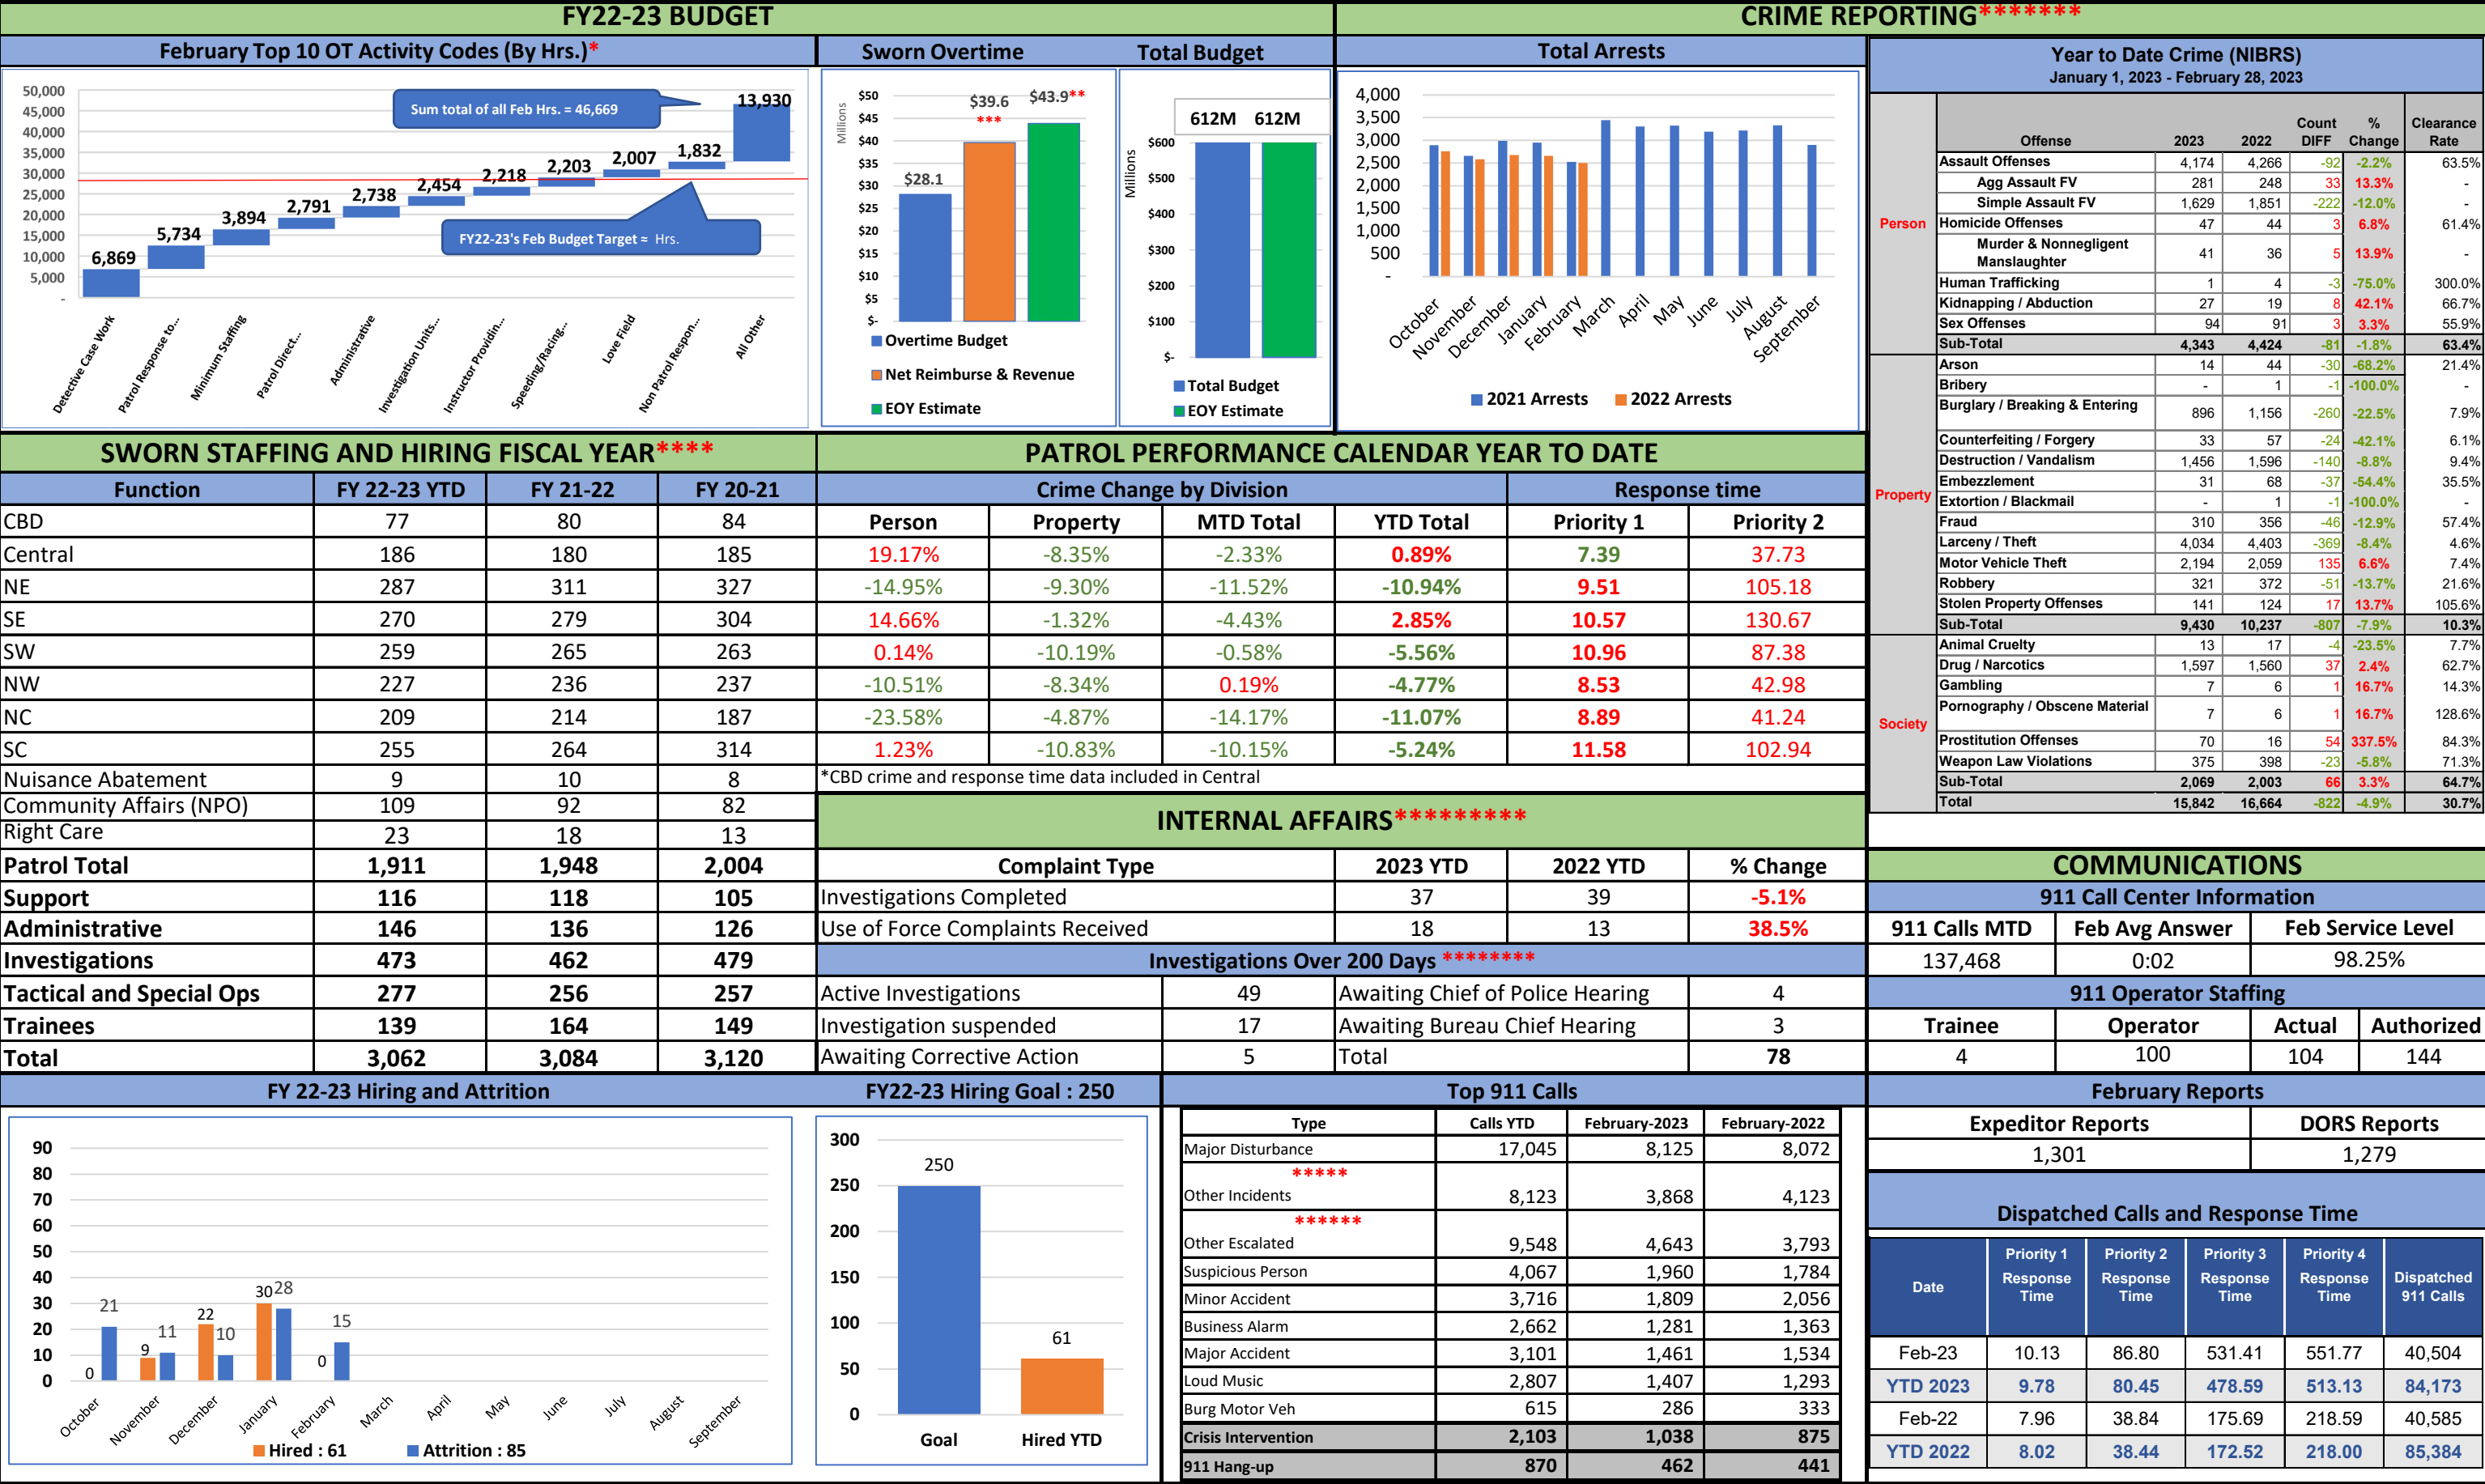 FY22-23 BUDGET
February Top 10 OT Activity Codes (By Hrs.)*
50,000
45,000
40,000
35,000
30,000
25,000
20,000
15,000
10,000
5,000
-
Sum total of all Feb Hrs. = 46,669
FY22-23's Feb Budget Target = Hrs.
6,869
5,734
3,894
2,791
2,738
2,454
2,218
2,203
2,007
1,832
13,930
Detective Case Work
Patrol Response to...
Minimum Staffing
Patrol Direct...
Administrative
Investigation Units...
Instructor Providin...
Speeding/Racing...
Love Field
Non Patrol Respon...
All Other
Sworn Overtime
Millions
$50
$45
$40
$35
$30
$25
$20
$15
$10
$5
$-
$28.1
$39.6
***
$43.9**
Overtime Budget
Net Reimburse & Revenue
EOY Estimate
Total Budget
Millions
612M 612M
$600
$500
$400
$300
$200
$100
$-
Total Budget
EOY Estimate
CRIME REPORTING*******
Total Arrests
4,000
3,500
3,000
2,500
2,000
1,500
1,000
500
-
October
November
December
January
February
March
April
May
June
July
August
September
2021 Arrests 2022 Arrests
Year to Date Crime (NIBRS)
January 1, 2023 - February 28, 2023
Offense 2023 2022 Count DIFF % Change Clearance Rate
Person
Assault Offenses 4,174 4,266 -92 -2.2% 63.5%
Agg Assault FV 281 248 33 13.3% -
Simple Assault FV 1,629 1,851 -222 -12.0% -
Homicide Offenses 47 44 3 6.8% 61.4%
Murder & Nonnegligent
Manslaughter 41 36 5 13.9% -
Human Trafficking 1 4 -3 -75.0% 300.0%
Kidnapping / Abduction 27 19 8 42.1% 66.7%
Sex Offenses 94 91 3 3.3% 55.9%
Sub-Total 4,343 4,424 -81 -1.8% 63.4%
Property
Arson 14 44 -30 -68.2% 21.4%
Bribery - 1 -1 -100.0% -
Burglary / Breaking & Entering 896 1,156 -260 -22.5% 7.9%
Counterfeiting / Forgery 33 57 -24 -42.1% 6.1%
Destruction / Vandalism 1,456 1,596 -140 -8.8% 9.4%
Embezzlement 31 68 -37 -54.4% 35.5%
Extortion / Blackmail - 1 -1 -100.0% -
Fraud 310 356 -46 -12.9% 57.4%
Larceny / Theft 4,034 4,403 -369 -8.4% 4.6%
Motor Vehicle Theft 2,194 2,059 135 6.6% 7.4%
Robbery 321 372 -51 -13.7% 21.6%
Stolen Property Offenses 141 124 17 13.7% 105.6%
Sub-Total 9,430 10,237 -807 -7.9% 10.3%
Society
Animal Cruelty 13 17 -4 -23.5% 7.7%
Drug / Narcotics 1,597 1,560 37 2.4% 62.7%
Gambling 7 6 1 16.7% 14.3%
Pornography / Obscene Material 7 6 1 16.7% 128.6%
Prostitution Offenses 70 16 54 337.5% 84.3%
Weapon Law Violations 375 398 -23 -5.8% 71.3%
Sub-Total 2,069 2,003 66 3.3% 64.7%
Total 15,842 16,664 -822 -4.9% 30.7%
SWORN STAFFING AND HIRING FISCAL YEAR****
Function FY 22-23 YTD FY 21-22 FY 20-21
CBD 77 80 84
Central 186 180 185
NE 287 311 327
SE 270 279 304
SW 259 265 263
NW 227 236 237
NC 209 214 187
SC 255 264 314
Nuisance Abatement 9 10 8
Community Affairs (NPO) 109 92 82
Right Care 23 18 13
Patrol Total 1,911 1,948 2,004
Support 116 118 105
Administrative 146 136 126
Investigations 473 462 479
Tactical and Special Ops 277 256 257
Trainees 139 164 149
Total 3,062 3,084 3,120
PATROL PERFORMANCE CALENDAR YEAR TO DATE
Crime Change by Division Response time
Person Property MTD Total YTD Total Priority 1 Priority 2
19.17% -8.35% -2.33% 0.89% 7.39 37.73
-14.95% -9.30% -11.52% -10.94% 9.51 105.18
14.66% -1.32% -4.43% 2.85% 10.57 130.67
0.14% -10.19% -0.58% -5.56% 10.96 87.38
-10.51% -8.34% 0.19% -4.77% 8.53 42.98
-23.58% -4.87% -14.17% -11.07% 8.89 41.24
1.23% -10.83% -10.15% -5.24% 11.58 102.94
*CBD crime and response time data included in Central
INTERNAL AFFAIRS*********
Complaint Type 2023 YTD 2022 YTD % Change
Investigations Completed 37 39 -5.1%
Use of Force Complaints Received 18 13 38.5%
Investigations Over 200 Days ********
Active Investigations 49 Awaiting Chief of Police Hearing 4
Investigation suspended 17 Awaiting Bureau Chief Hearing 3
Awaiting Corrective Action 5 Total 78
COMMUNICATIONS
911 Call Center Information
911 Calls MTD Feb Avg Answer Feb Service Level
137,468 0:02 98.25%
911 Operator Staffing
Trainee Operator Actual Authorized
4 100 104 144
FY 22-23 Hiring and Attrition
90
80
70
60
50
40
30
20
10
0
0 21
9 11
22 10
30 28
0 15
October
November
December
January
February
March
April
May
June
July
August
September
Hired : 61 Attrition : 85
FY22-23 Hiring Goal : 250
300
250
200
150
100
50
0
250
61
Goal Hired YTD
Top 911 Calls
Type Calls YTD February-2023 February-2022
Major Disturbance 17,045 8,125 8,072
*****
Other Incidents 8,123 3,868 4,123
******
Other Escalated 9,548 4,643 3,793
Suspicious Person 4,067 1,960 1,784
Minor Accident 3,716 1,809 2,056
Business Alarm 2,662 1,281 1,363
Major Accident 3,101 1,461 1,534
Loud Music 2,807 1,407 1,293
Burg Motor Veh 615 286 333
Crisis Intervention 2,103 1,038 875
911 Hang-up 870 462 441
February Reports
Expeditor Reports DORS Reports
1,301 1,279
Dispatched Calls and Response Time
Date Priority 1 Response Time Priority 2 Response Time Priority 3 Response Time Priority 4 Response Time Dispatched 911 Calls
Feb-23 10.13 86.80 531.41 551.77 40,504
YTD 2023 9.78 80.45 478.59 513.13 84,173
Feb-22 7.96 38.84 175.69 218.59 40,585
YTD 2022 8.02 38.44 172.52 218.00 85,384